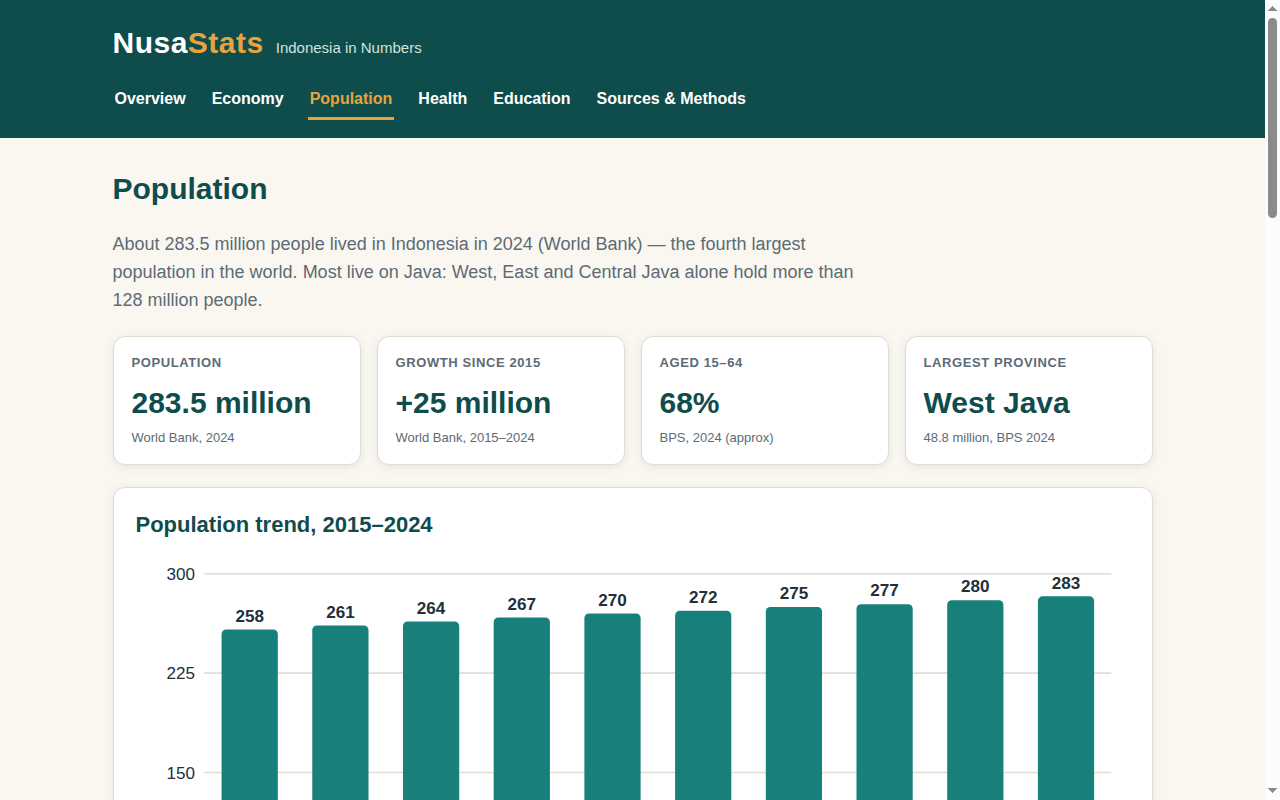 NusaStats Indonesia in Numbers
Overview Economy Population Health Education Sources & Methods
Population
About 283.5 million people lived in Indonesia in 2024 (World Bank) — the fourth largest
population in the world. Most live on Java: West, East and Central Java alone hold more than
128 million people.
POPULATION
283.5 million
World Bank, 2024
GROWTH SINCE 2015
+25 million
World Bank, 2015–2024
AGED 15–64
68%
BPS, 2024 (approx)
LARGEST PROVINCE
West Java
48.8 million, BPS 2024
Population trend, 2015–2024
300
225
150
258 261 264 267 270 272 275 277 280 283